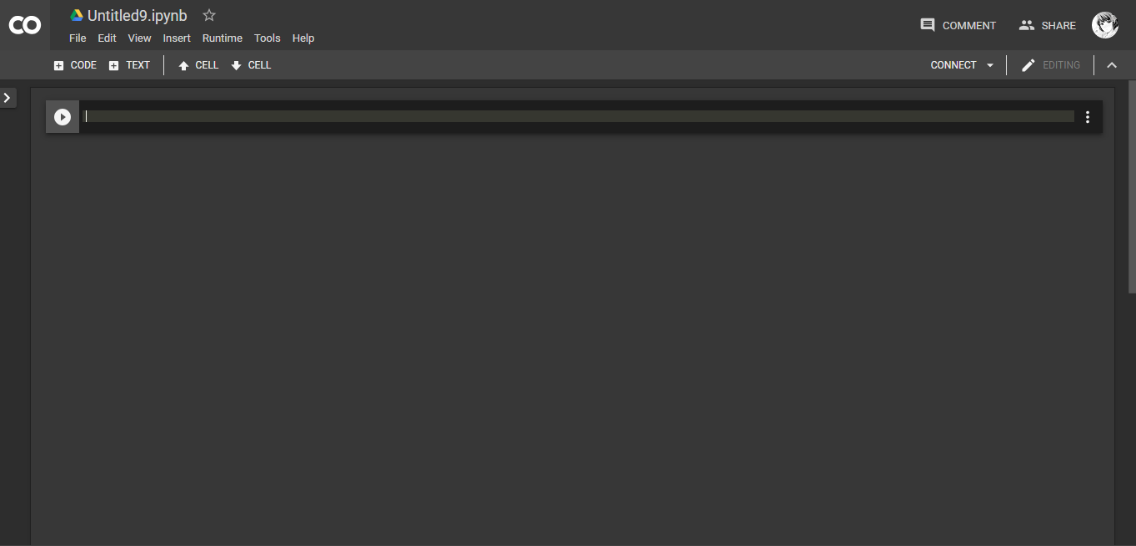 CO
Untitled9.ipynb
File Edit View Insert Runtime Tools Help
COMMENT SHARE
CODE TEXT CELL CELL
CONNECT EDITING